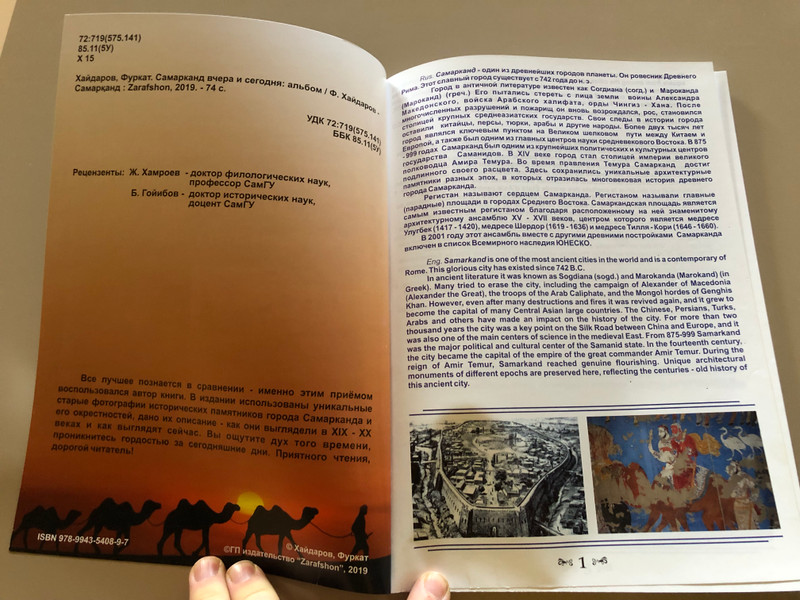 72:719(575.141)
85.11(5У)
Х 15
Хайдаров, Фуркат. Самарканд вчера и сегодня: альбом / Ф. Хайдаров -
Самарканд : Zarafshon, 2019. - 74 с.
УДК 72:719(575.141)
ББК 85.11(5У)
Рецензенты: Ж. Хамроев - доктор филологических наук,
профессор СамГУ
Б. Гойибов - доктор исторических наук,
доцент СамГУ
Все лучшее познается в сравнении - именно этим приёмом
воспользовался автор книги. В издании использованы уникальные
старые фотографии исторических памятников города Самарканда и
его окрестностей, дано их описание - как они выглядели в XIX - XX
веках и как выглядят сейчас. Вы ощутите дух того времени,
проникнитесь гордостью за сегодняшние дни. Приятного чтения,
дорогой читатель!
ISBN 978-9943-5408-9-7
© Хайдаров, Фуркат
©ГП издательство "Zarafshon", 2019
Rus. Самарканд - один из древнейших городов планеты. Он ровесник Древнего
Рима. Этот славный город существует с 742 года до н. э.
Город в античной литературе известен как Согдиана (согд.) и Мароканда
(Мароканд) (греч.) Его пытались стереть с лица земли воины Александра
Македонского, войска Арабского халифата, орды Чингиз - Хана. После
многочисленных разрушений и пожарищ он вновь возрождался, рос, становился
столицей крупных среднеазиатских государств. Свои следы в истории города
оставили китайцы, персы, тюрки, арабы и другие народы. Более двух тысяч лет
город являлся ключевым пунктом на Великом шелковом пути между Китаем и
Европой, а также был одним из главных центров науки средневекового Востока. В 875
- 999 годах Самарканд был одним из крупнейших политических и культурных центров
государства Саманидов. В XIV веке город стал столицей империи великого
полководца Амира Темура. Во время правления Темура Самарканд достиг
подлинного своего расцвета. Здесь сохранились уникальные архитектурные
памятники разных эпох, в которых отразилась многовековая история древнего
города Самарканда.
Регистан называют сердцем Самарканда. Регистаном называли главные
(парадные) площади в городах Среднего Востока. Самаркандская площадь является
самым известным регистаном благодаря расположенному на ней знаменитому
архитектурному ансамблю XV - XVII веков, центром которого является медресе
Улугбек (1417 - 1420), медресе Шердор (1619 - 1636) и медресе Тилля - Кори (1646 - 1660).
В 2001 году этот ансамбль вместе с другими древними постройками Самарканда
включен в список Всемирного наследия ЮНЕСКО.
Eng. Samarkand is one of the most ancient cities in the world and is a contemporary of
Rome. This glorious city has existed since 742 B.C.
In ancient literature it was known as Sogdiana (sogd.) and Marokanda (Marokand) (in
Greek). Many tried to erase the city, including the campaign of Alexander of Macedonia
(Alexander the Great), the troops of the Arab Caliphate, and the Mongol hordes of Genghis
Khan. However, even after many destructions and fires it was revived again, and it grew to
become the capital of many Central Asian large countries. The Chinese, Persians, Turks,
Arabs and others have made an impact on the history of the city. For more than two
thousand years the city was a key point on the Silk Road between China and Europe, and it
was also one of the main centers of science in the medieval East. From 875-999 Samarkand
was the major political and cultural center of the Samanid state. In the fourteenth century,
the city became the capital of the empire of the great commander Amir Temur. During the
reign of Amir Temur, Samarkand reached genuine flourishing. Unique architectural
monuments of different epochs are preserved here, reflecting the centuries - old history of
this ancient city.
1